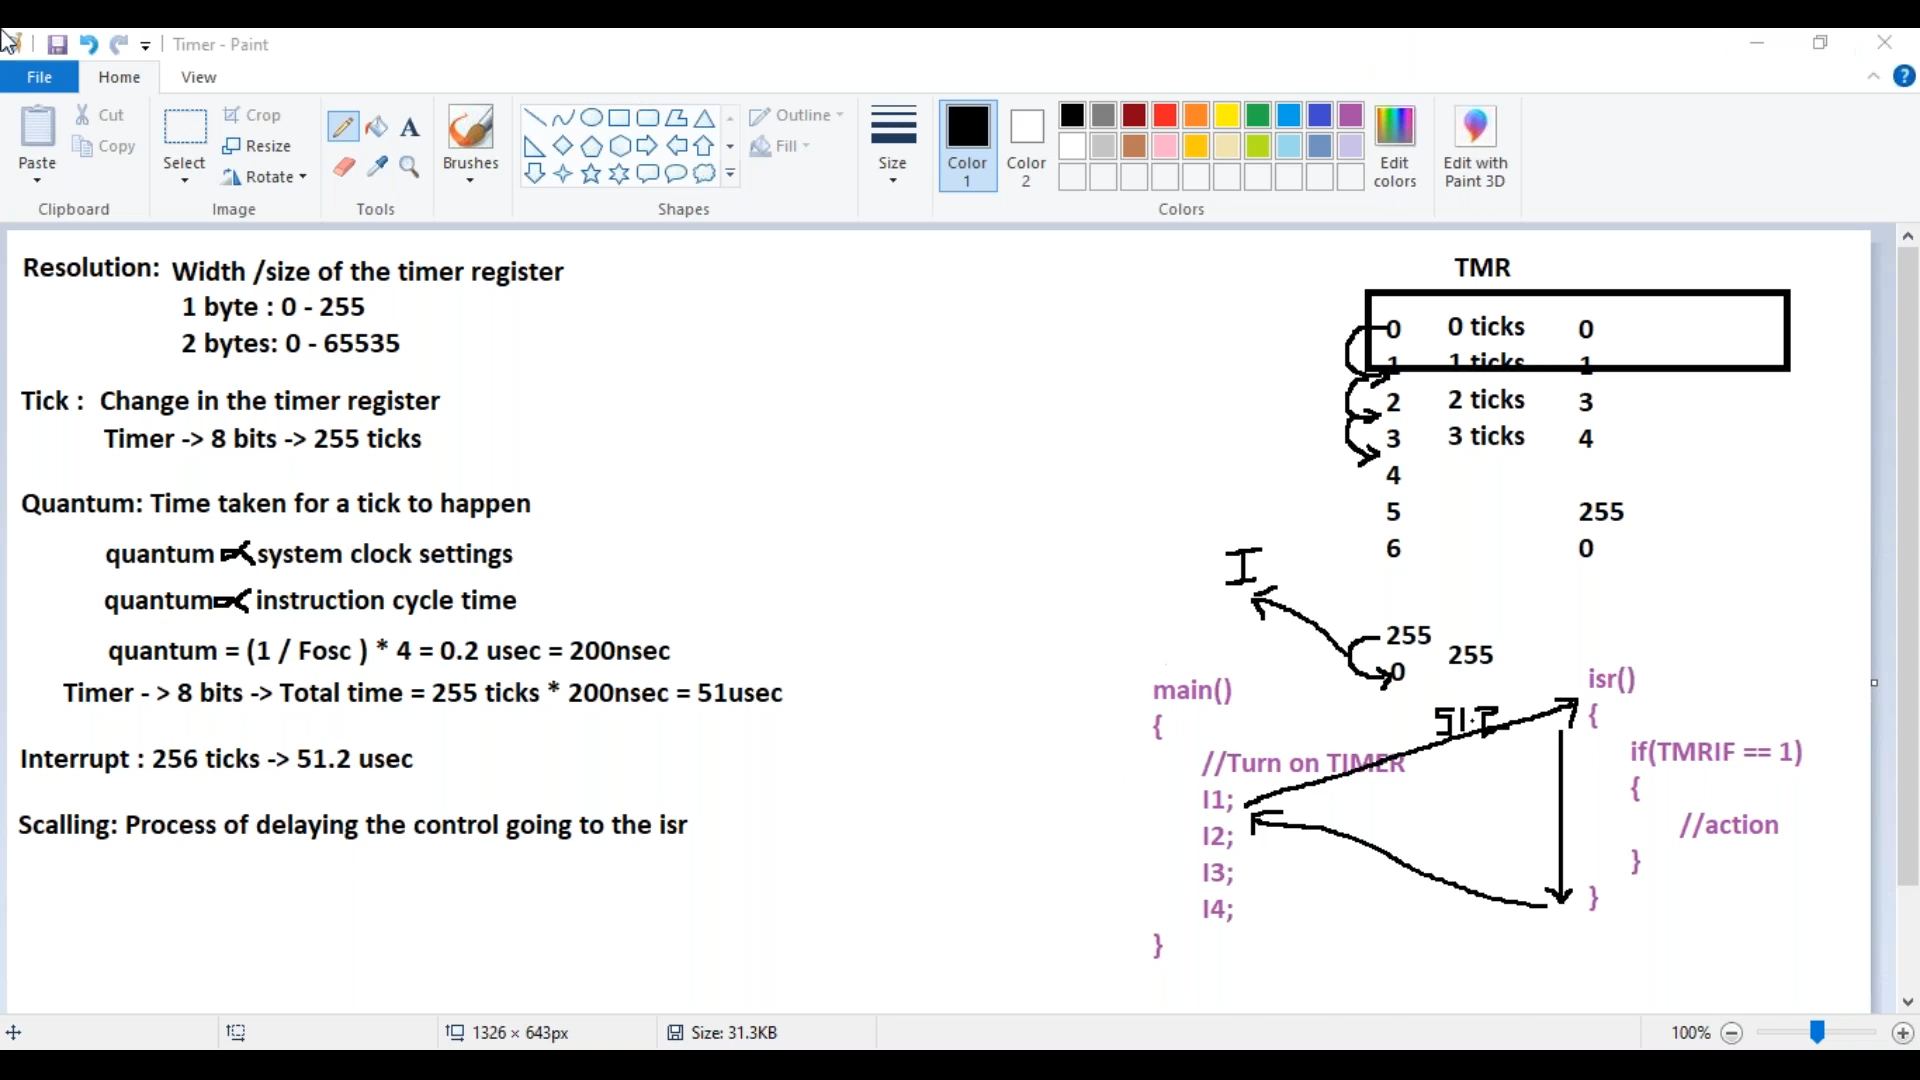 Timer - Paint
File Home View
Paste
Cut
Copy
Clipboard
Select
Crop
Resize
Rotate
Image
A
Tools
Brushes
Shapes
Outline
Fill
Size
Color 1
Color 2
Edit colors
Colors
Edit with Paint 3D
?
Resolution: Width /size of the timer register
1 byte : 0 - 255
2 bytes: 0 - 65535
Tick : Change in the timer register
Timer -> 8 bits -> 255 ticks
Quantum: Time taken for a tick to happen
quantum ∝ system clock settings
quantum ∝ instruction cycle time
quantum = (1 / Fosc ) * 4 = 0.2 usec = 200nsec
Timer - > 8 bits -> Total time = 255 ticks * 200nsec = 51usec
Interrupt : 256 ticks -> 51.2 usec
Scalling: Process of delaying the control going to the isr
TMR
0 0 ticks 0
1 1 ticks 1
2 2 ticks 3
3 3 ticks 4
4
5 255
6 0
I
255
0 255
51.2
main()
{
//Turn on TIMER
I1;
I2;
I3;
I4;
}
isr()
{
if(TMRIF == 1)
{
//action
}
}
1326 × 643px
Size: 31.3KB
100%